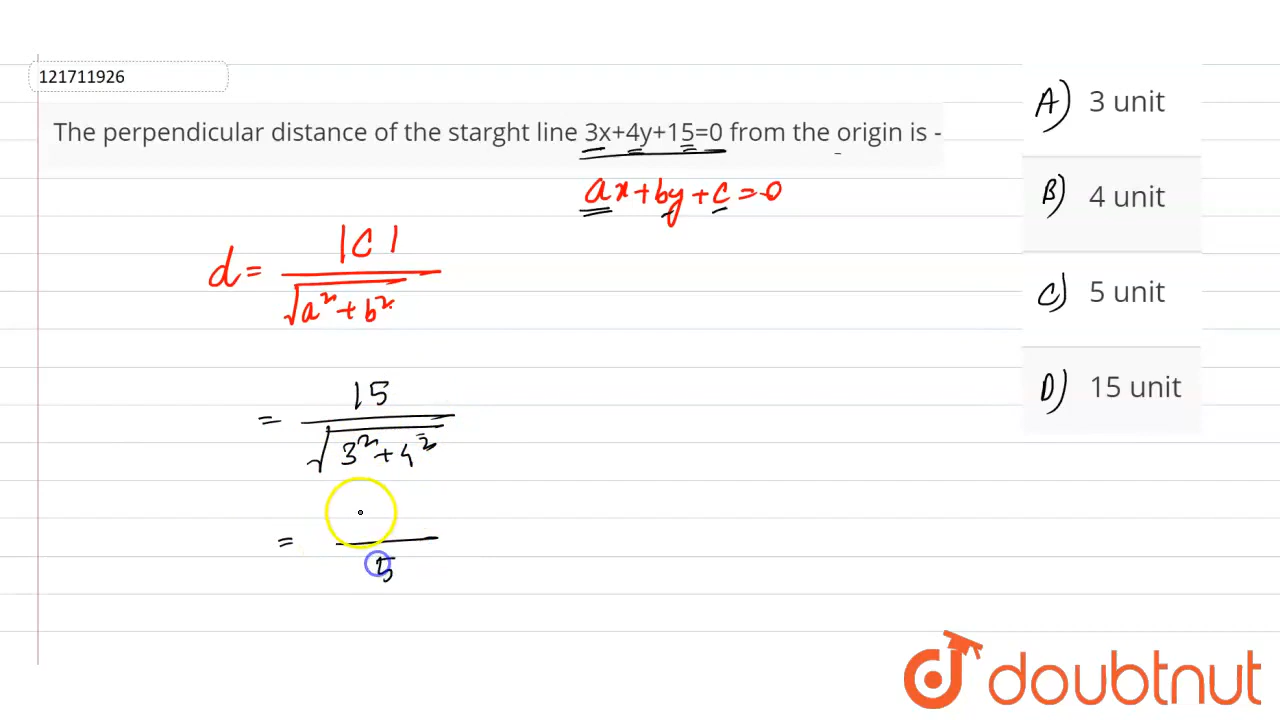 121711926
The perpendicular distance of the starght line 3x+4y+15=0 from the origin is -
ax+by+c=0
d= |C| / √a²+b²
= 15 / √3²+4²
= / 5
A) 3 unit
B) 4 unit
C) 5 unit
D) 15 unit
doubtnut